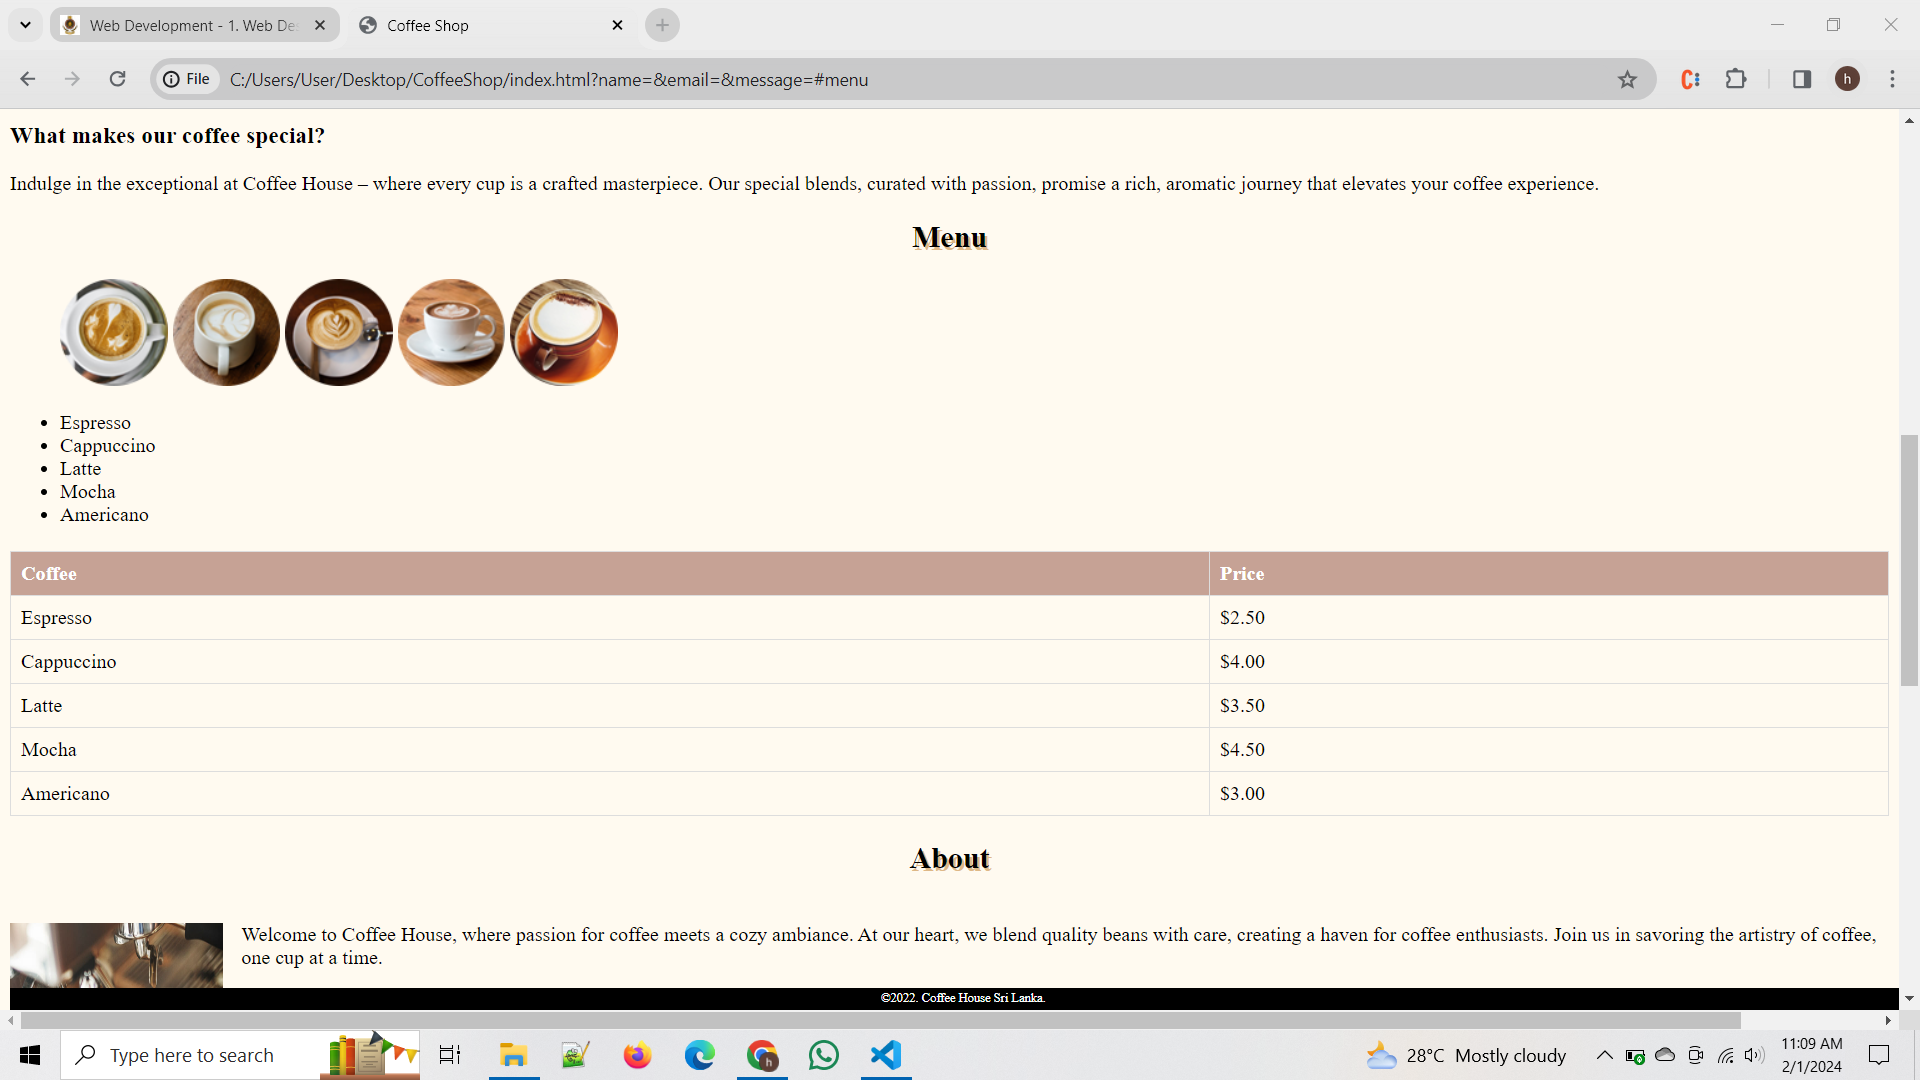 Web Development - 1. Web De
Coffee Shop
File
C:/Users/User/Desktop/CoffeeShop/index.html?name=&email=&message=#menu
h
What makes our coffee special?
Indulge in the exceptional at Coffee House – where every cup is a crafted masterpiece. Our special blends, curated with passion, promise a rich, aromatic journey that elevates your coffee experience.
Menu
Espresso
Cappuccino
Latte
Mocha
Americano
Coffee Price
Espresso $2.50
Cappuccino $4.00
Latte $3.50
Mocha $4.50
Americano $3.00
About
Welcome to Coffee House, where passion for coffee meets a cozy ambiance. At our heart, we blend quality beans with care, creating a haven for coffee enthusiasts. Join us in savoring the artistry of coffee,
one cup at a time.
©2022. Coffee House Sri Lanka.
Type here to search
h
28°C Mostly cloudy
11:09 AM
2/1/2024